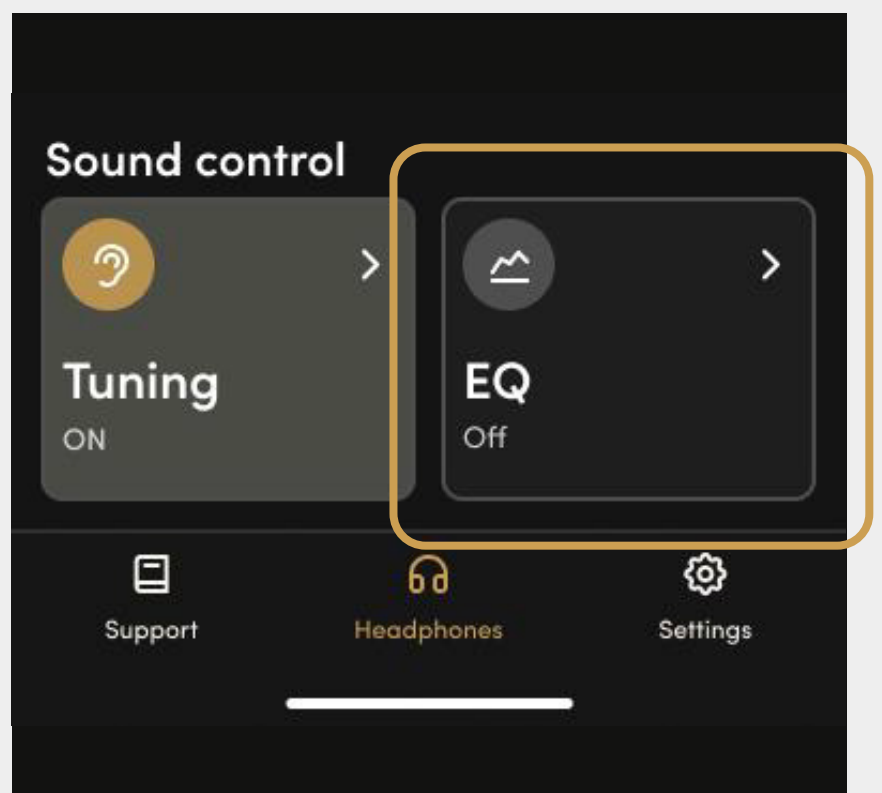 Sound control
Tuning
ON
EQ
Off
Support
Headphones
Settings